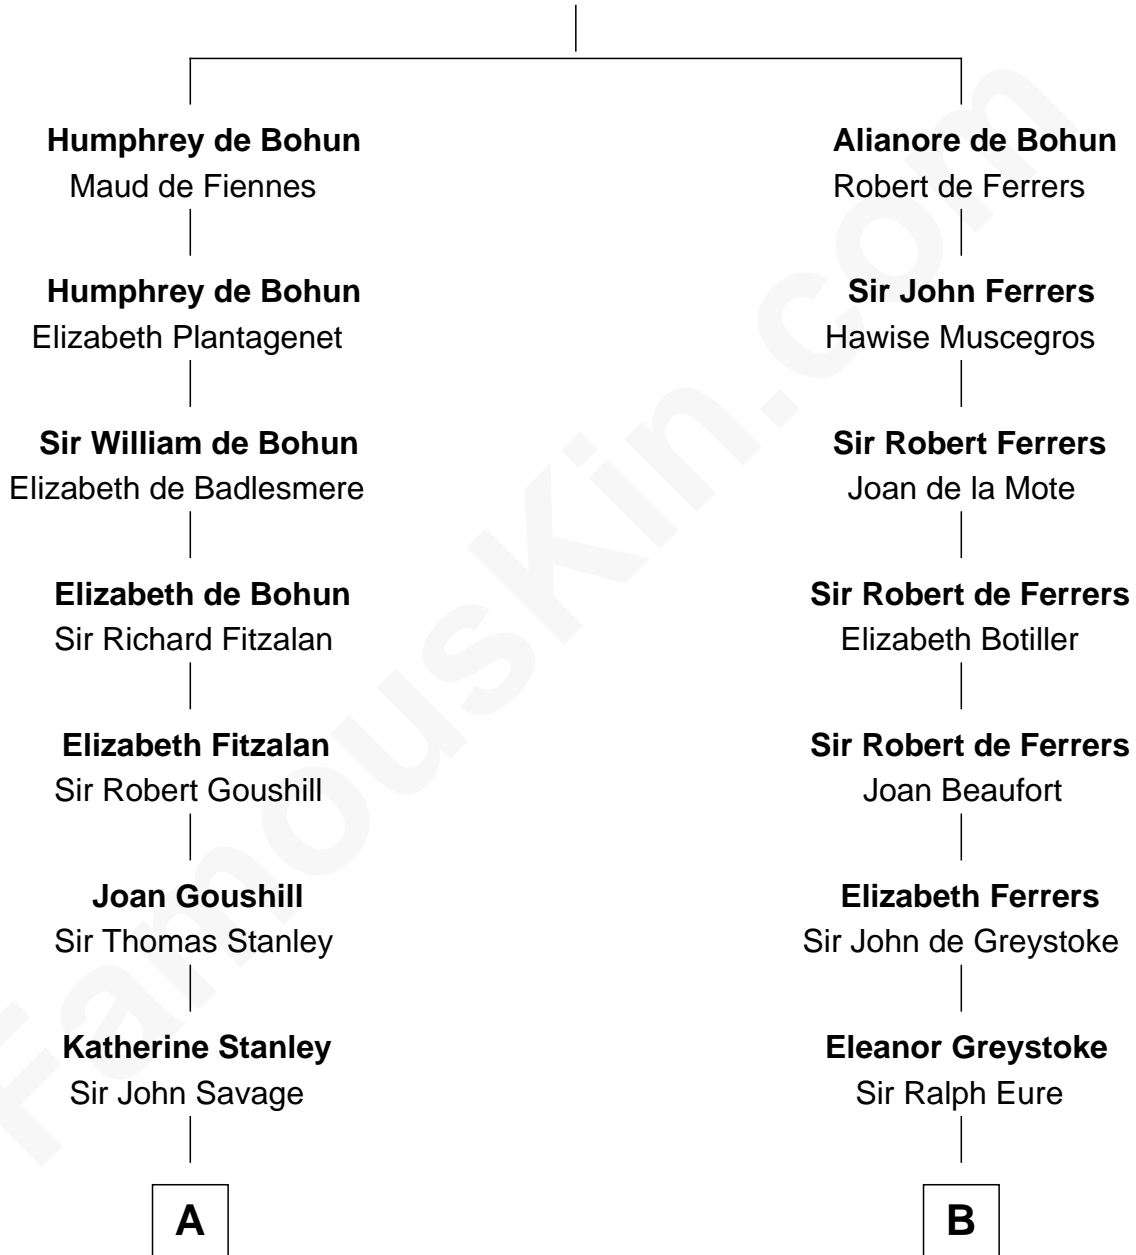 Humphrey de Bohun
Maud de Fiennes
Humphrey de Bohun
Elizabeth Plantagenet
Sir William de Bohun
Elizabeth de Badlesmere
Elizabeth de Bohun
Sir Richard Fitzalan
Elizabeth Fitzalan
Sir Robert Goushill
Joan Goushill
Sir Thomas Stanley
Katherine Stanley
Sir John Savage
A
Alianore de Bohun
Robert de Ferrers
Sir John Ferrers
Hawise Muscegros
Sir Robert Ferrers
Joan de la Mote
Sir Robert de Ferrers
Elizabeth Botiller
Sir Robert de Ferrers
Joan Beaufort
Elizabeth Ferrers
Sir John de Greystoke
Eleanor Greystoke
Sir Ralph Eure
B
FamousKin.com